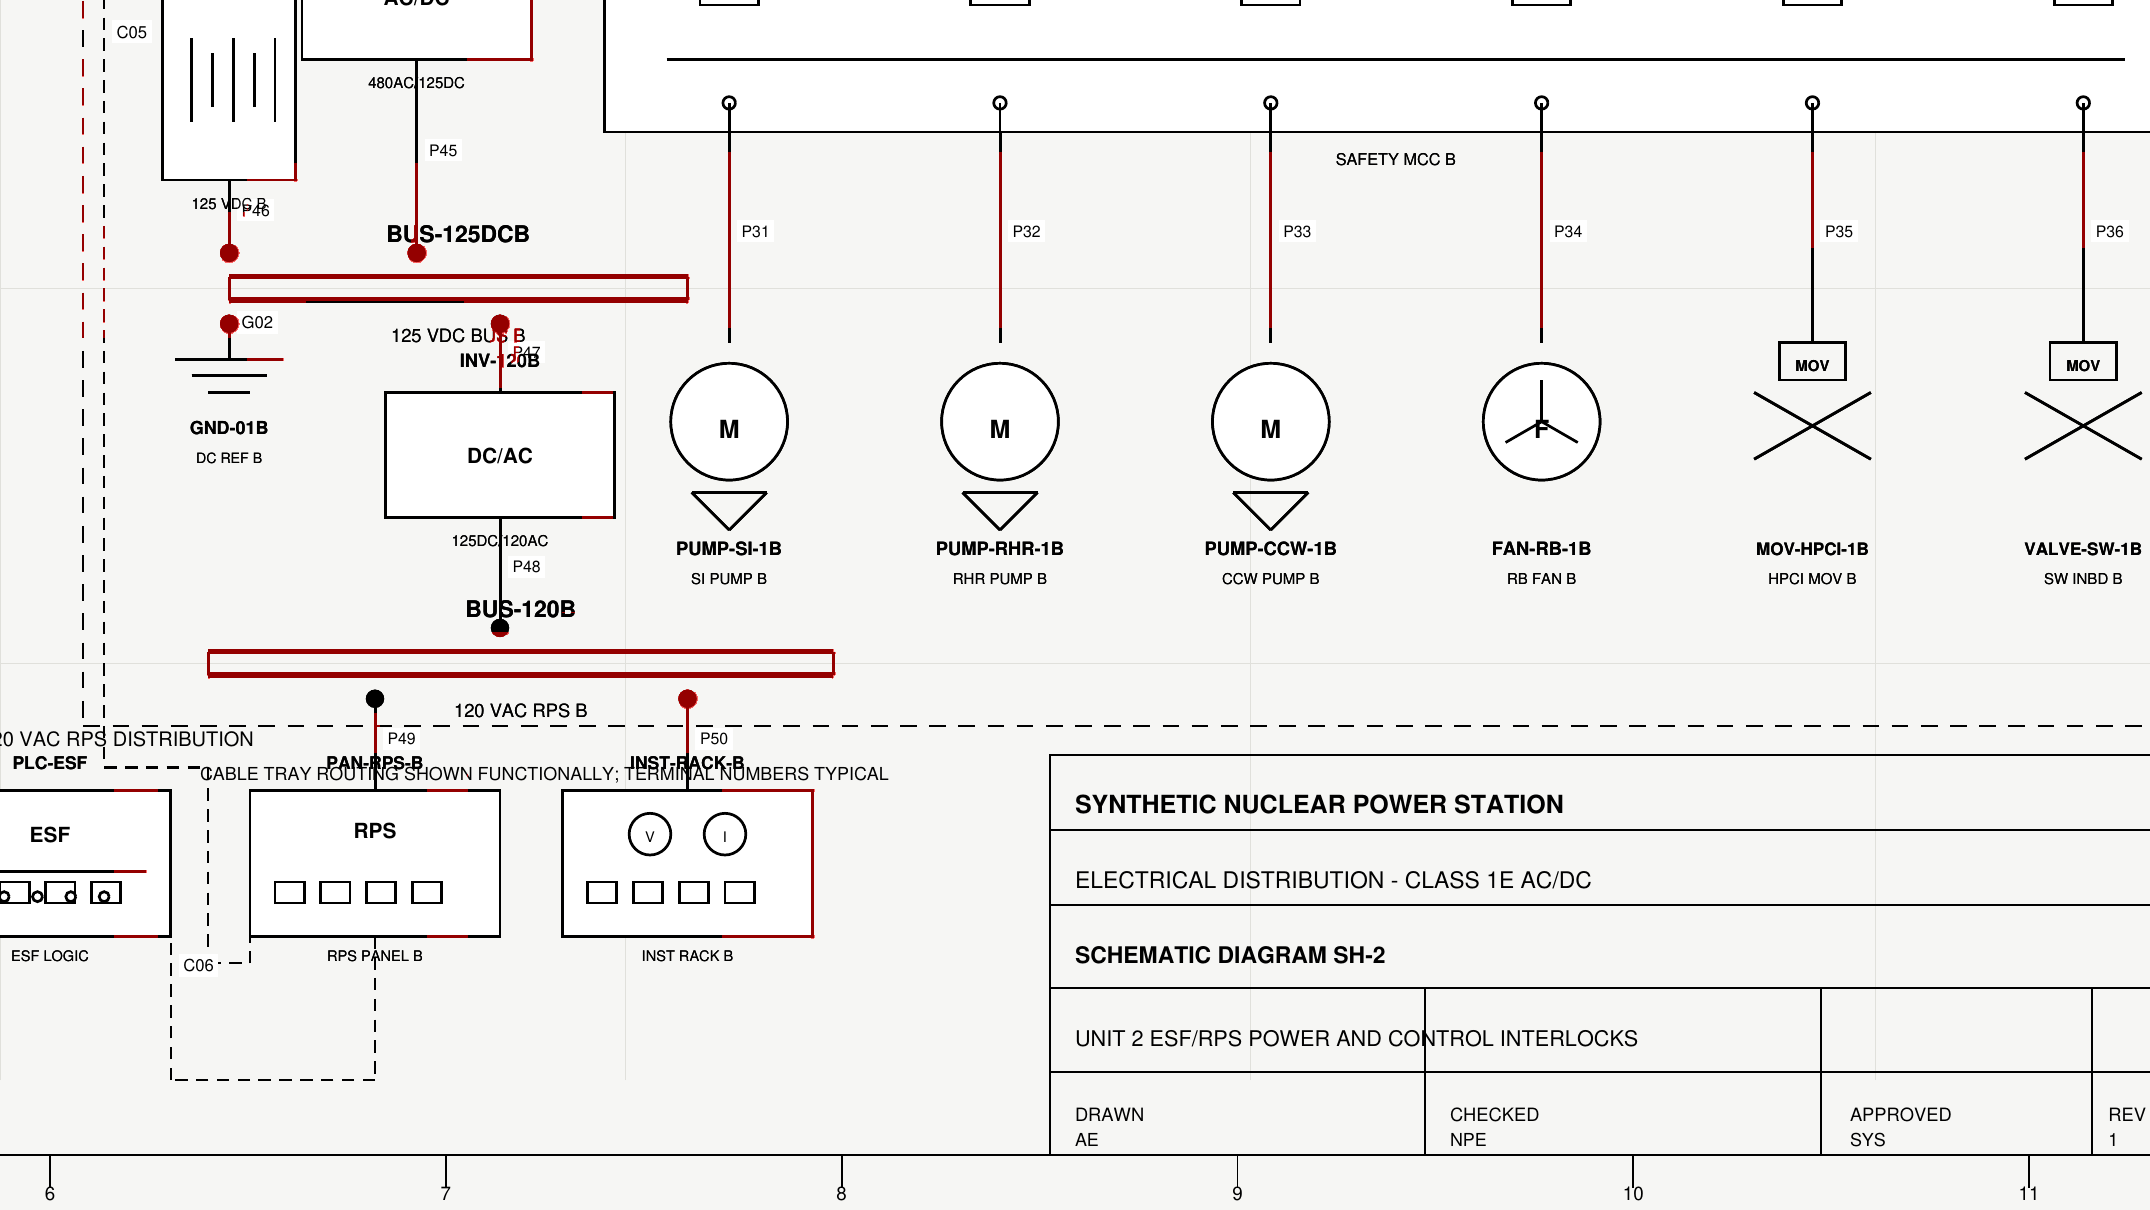 AC/DC
C05
480AC/125DC
P45
SAFETY MCC B
125 VDC B
P46
BUS-125DCB
P31
P32
P33
P34
P35
P36
G02
125 VDC BUS B
P47
INV-120B
MOV
MOV
GND-01B
DC REF B
M
M
M
F
DC/AC
125DC/120AC
P48
PUMP-SI-1B
PUMP-RHR-1B
PUMP-CCW-1B
FAN-RB-1B
MOV-HPCI-1B
VALVE-SW-1B
SI PUMP B
RHR PUMP B
CCW PUMP B
RB FAN B
HPCI MOV B
SW INBD B
BUS-120B
120 VAC RPS B
20 VAC RPS DISTRIBUTION
P49
P50
PLC-ESF
PAN-RPS-B
INST-RACK-B
CABLE TRAY ROUTING SHOWN FUNCTIONALLY; TERMINAL NUMBERS TYPICAL
ESF
RPS
V
I
ESF LOGIC
C06
RPS PANEL B
INST RACK B
SYNTHETIC NUCLEAR POWER STATION
ELECTRICAL DISTRIBUTION - CLASS 1E AC/DC
SCHEMATIC DIAGRAM SH-2
UNIT 2 ESF/RPS POWER AND CONTROL INTERLOCKS
DRAWN
AE
CHECKED
NPE
APPROVED
SYS
REV
1
6
7
8
9
10
11